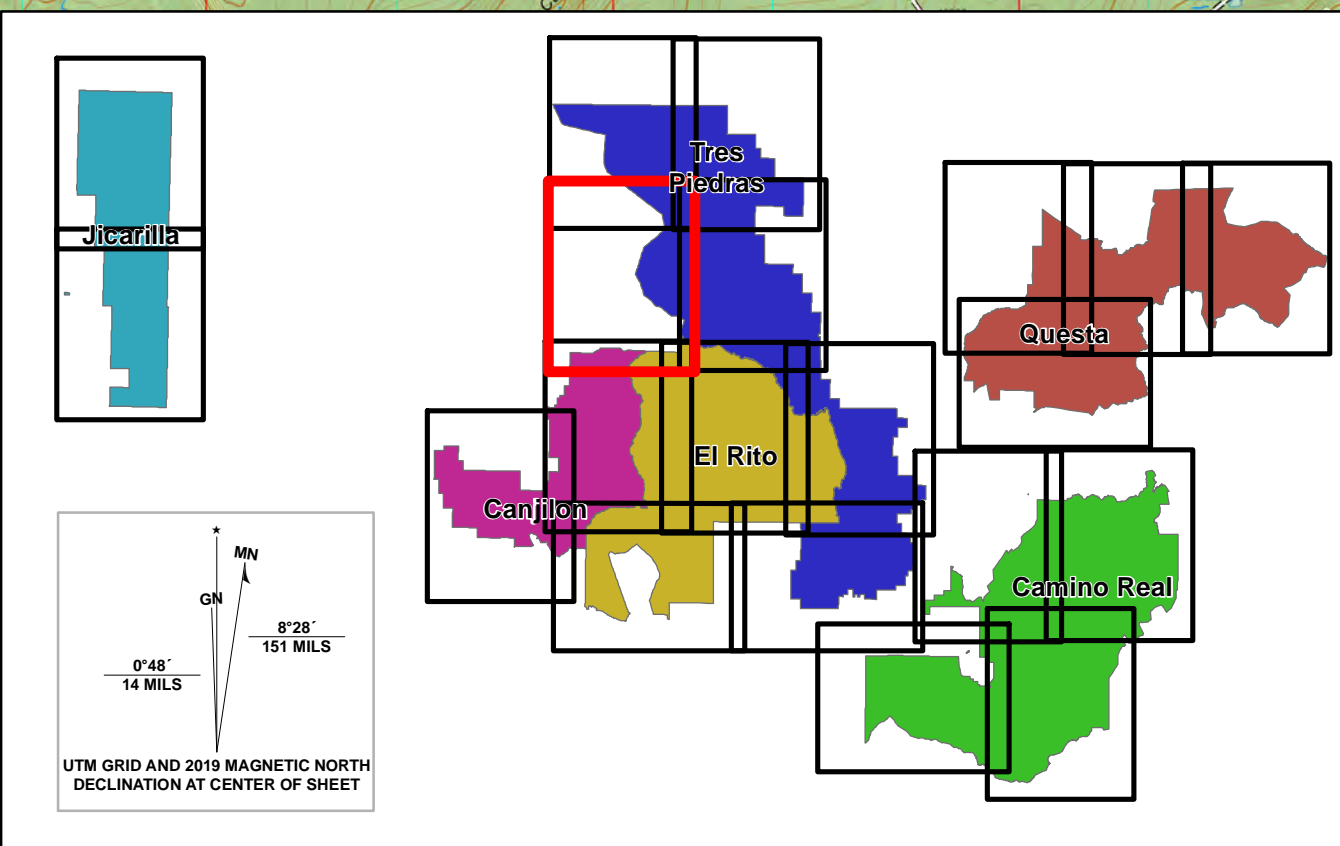 Jicarilla
Tres
Piedras
Questa
El Rito
Canjilon
Camino Real
★
MN
GN
8°28´
151 MILS
0°48´
14 MILS
UTM GRID AND 2019 MAGNETIC NORTH
DECLINATION AT CENTER OF SHEET